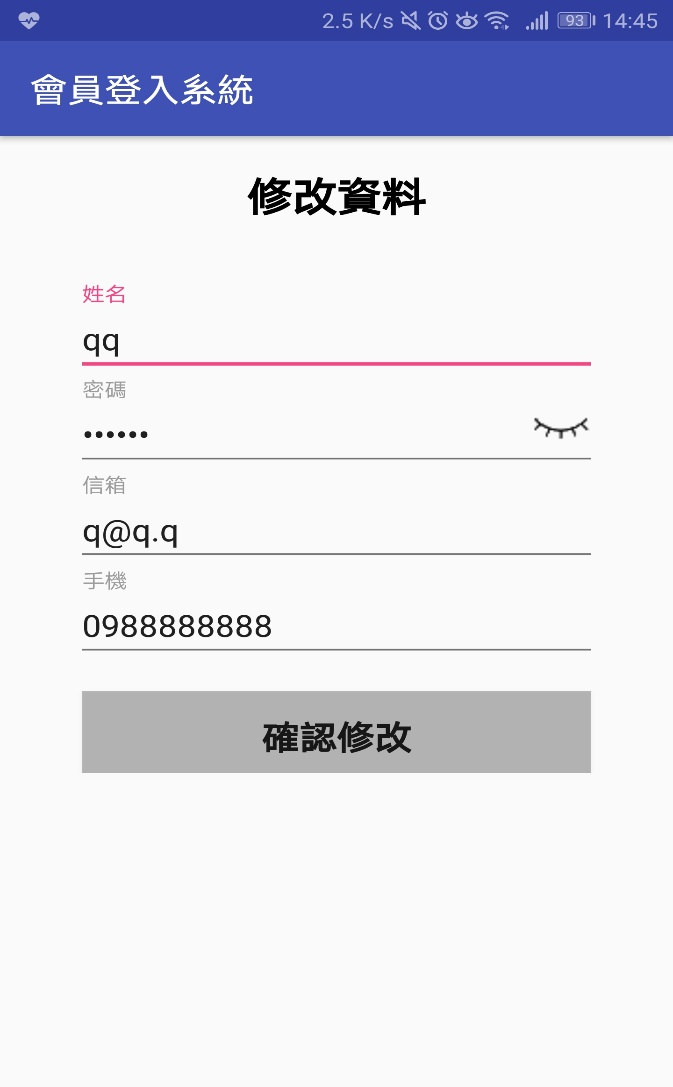 2.5 K/s 93 14:45
會員登入系統
修改資料
姓名
qq
密碼
••••••
信箱
q@q.q
手機
0988888888
確認修改